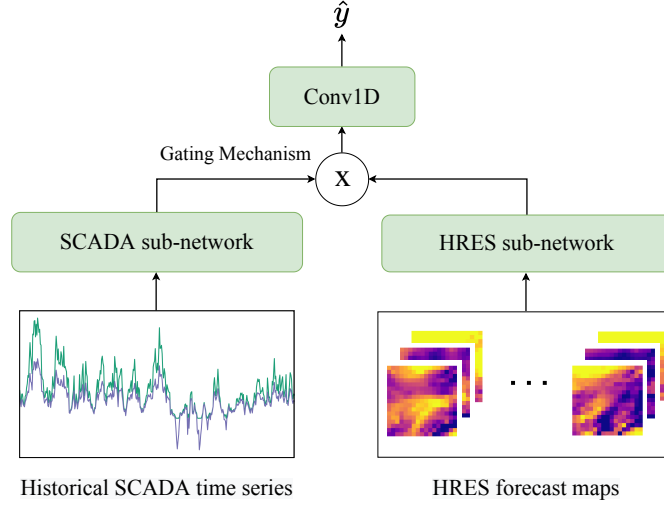 ŷ
Conv1D
Gating Mechanism
X
SCADA sub-network
HRES sub-network
. . .
Historical SCADA time series
HRES forecast maps